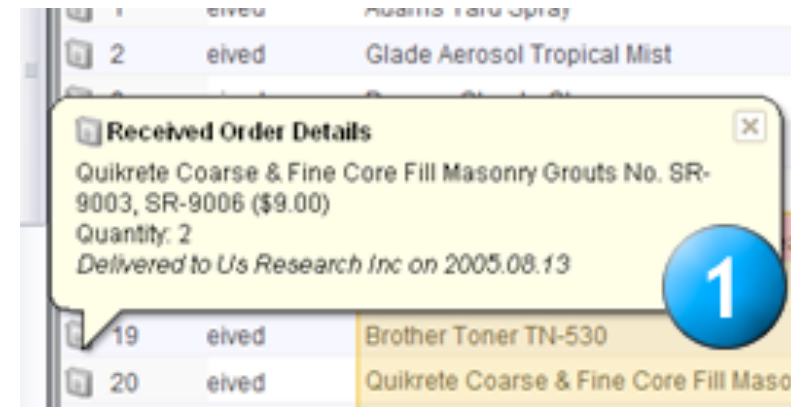 1 eived Adams Yard Spray
2 eived Glade Aerosol Tropical Mist
Received Order Details
Quikrete Coarse & Fine Core Fill Masonry Grouts No. SR-
9003, SR-9006 ($9.00)
Quantity: 2
Delivered to Us Research Inc on 2005.08.13
1
19 eived Brother Toner TN-530
20 eived Quikrete Coarse & Fine Core Fill Maso